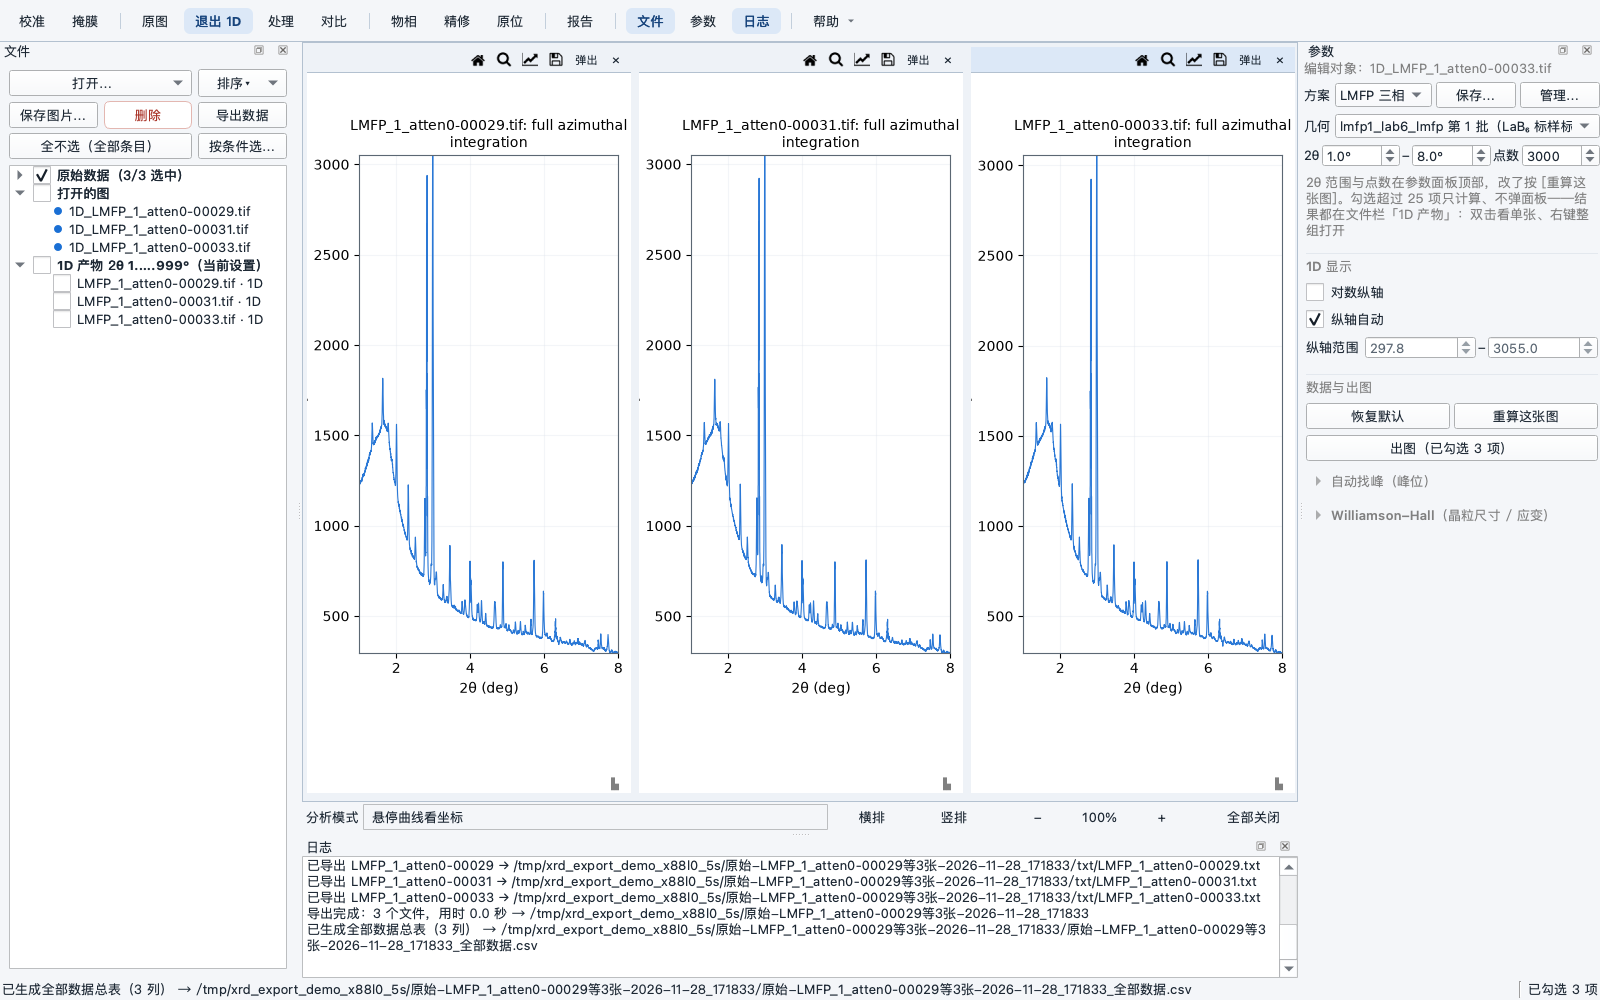 校准 掩膜 原图 退出 1D 处理 对比 物相 精修 原位 报告 文件 参数 日志 帮助
文件
打开...
排序
保存图片...
删除
导出数据
全不选（全部条目）
按条件选...
原始数据（3/3 选中）
打开的图
1D_LMFP_1_atten0-00029.tif
1D_LMFP_1_atten0-00031.tif
1D_LMFP_1_atten0-00033.tif
1D 产物 2θ 1.....999°（当前设置）
LMFP_1_atten0-00029.tif · 1D
LMFP_1_atten0-00031.tif · 1D
LMFP_1_atten0-00033.tif · 1D
弹出 ×
LMFP_1_atten0-00029.tif: full azimuthal
integration
3000
2500
2000
1500
1000
500
2 4 6 8
2θ (deg)
弹出 ×
LMFP_1_atten0-00031.tif: full azimuthal
integration
3000
2500
2000
1500
1000
500
2 4 6 8
2θ (deg)
弹出 ×
LMFP_1_atten0-00033.tif: full azimuthal
integration
3000
2500
2000
1500
1000
500
2 4 6 8
2θ (deg)
分析模式 悬停曲线看坐标 横排 竖排 − 100% + 全部关闭
日志
已导出 LMFP_1_atten0-00029 → /tmp/xrd_export_demo_x88l0_5s/原始-LMFP_1_atten0-00029等3张-2026-11-28_171833/txt/LMFP_1_atten0-00029.txt
已导出 LMFP_1_atten0-00031 → /tmp/xrd_export_demo_x88l0_5s/原始-LMFP_1_atten0-00029等3张-2026-11-28_171833/txt/LMFP_1_atten0-00031.txt
已导出 LMFP_1_atten0-00033 → /tmp/xrd_export_demo_x88l0_5s/原始-LMFP_1_atten0-00029等3张-2026-11-28_171833/txt/LMFP_1_atten0-00033.txt
导出完成：3 个文件，用时 0.0 秒 → /tmp/xrd_export_demo_x88l0_5s/原始-LMFP_1_atten0-00029等3张-2026-11-28_171833
已生成全部数据总表（3 列） → /tmp/xrd_export_demo_x88l0_5s/原始-LMFP_1_atten0-00029等3张-2026-11-28_171833/原始-LMFP_1_atten0-00029等3
张-2026-11-28_171833_全部数据.csv
参数
编辑对象：1D_LMFP_1_atten0-00033.tif
方案 LMFP 三相 保存... 管理...
几何 lmfp1_lab6_lmfp 第 1 批（LaB₆ 标样标
2θ 1.0° – 8.0° 点数 3000
2θ 范围与点数在参数面板顶部，改了按 [重算这
张图]。勾选超过 25 项只计算、不弹面板——结
果都在文件栏「1D 产物」：双击看单张、右键整
组打开
1D 显示
对数纵轴
纵轴自动
纵轴范围 297.8 – 3055.0
数据与出图
恢复默认 重算这张图
出图（已勾选 3 项）
自动找峰（峰位）
Williamson–Hall（晶粒尺寸 / 应变）
已生成全部数据总表（3 列） → /tmp/xrd_export_demo_x88l0_5s/原始-LMFP_1_atten0-00029等3张-2026-11-28_171833/原始-LMFP_1_atten0-00029等3张-2026-11-28_171833_全部数据.csv
已勾选 3 项